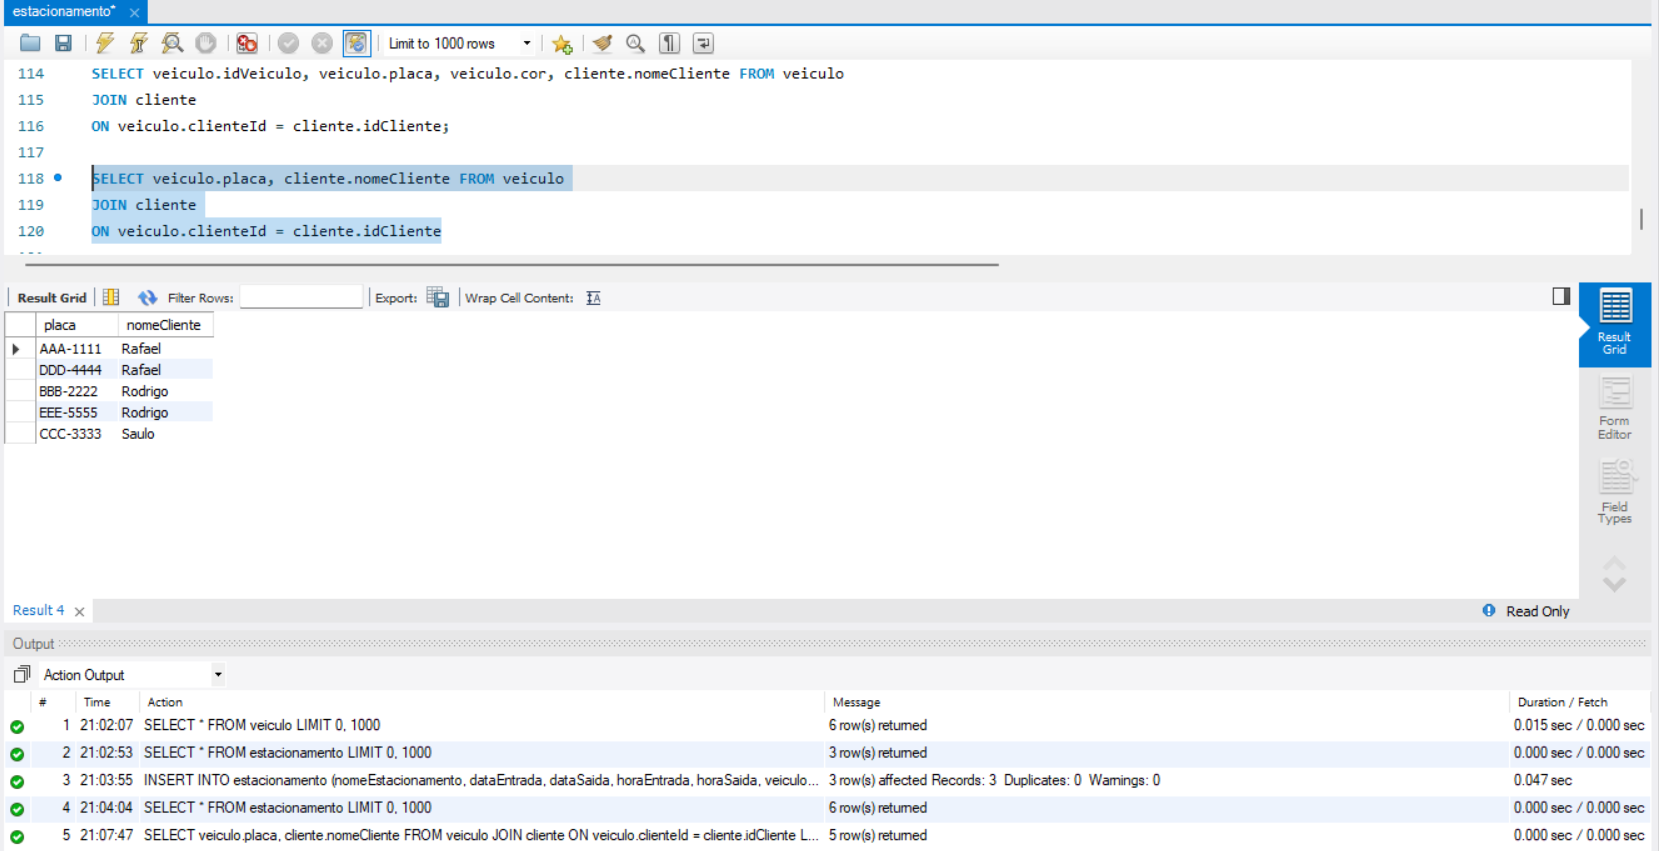 estacionamento*
Limit to 1000 rows
114 SELECT veiculo.idVeiculo, veiculo.placa, veiculo.cor, cliente.nomeCliente FROM veiculo
115 JOIN cliente
116 ON veiculo.clienteId = cliente.idCliente;
117
118 SELECT veiculo.placa, cliente.nomeCliente FROM veiculo
119 JOIN cliente
120 ON veiculo.clienteId = cliente.idCliente
Result Grid Filter Rows: Export: Wrap Cell Content:
placa nomeCliente
AAA-1111 Rafael
DDD-4444 Rafael
BBB-2222 Rodrigo
EEE-5555 Rodrigo
CCC-3333 Saulo
Result
Grid
Form
Editor
Field
Types
Result 4 Read Only
Output
Action Output
# Time Action Message Duration / Fetch
1 21:02:07 SELECT * FROM veiculo LIMIT 0, 1000 6 row(s) returned 0.015 sec / 0.000 sec
2 21:02:53 SELECT * FROM estacionamento LIMIT 0, 1000 3 row(s) returned 0.000 sec / 0.000 sec
3 21:03:55 INSERT INTO estacionamento (nomeEstacionamento, dataEntrada, dataSaida, horaEntrada, horaSaida, veiculo... 3 row(s) affected Records: 3 Duplicates: 0 Warnings: 0 0.047 sec
4 21:04:04 SELECT * FROM estacionamento LIMIT 0, 1000 6 row(s) returned 0.000 sec / 0.000 sec
5 21:07:47 SELECT veiculo.placa, cliente.nomeCliente FROM veiculo JOIN cliente ON veiculo.clienteId = cliente.idCliente L... 5 row(s) returned 0.000 sec / 0.000 sec